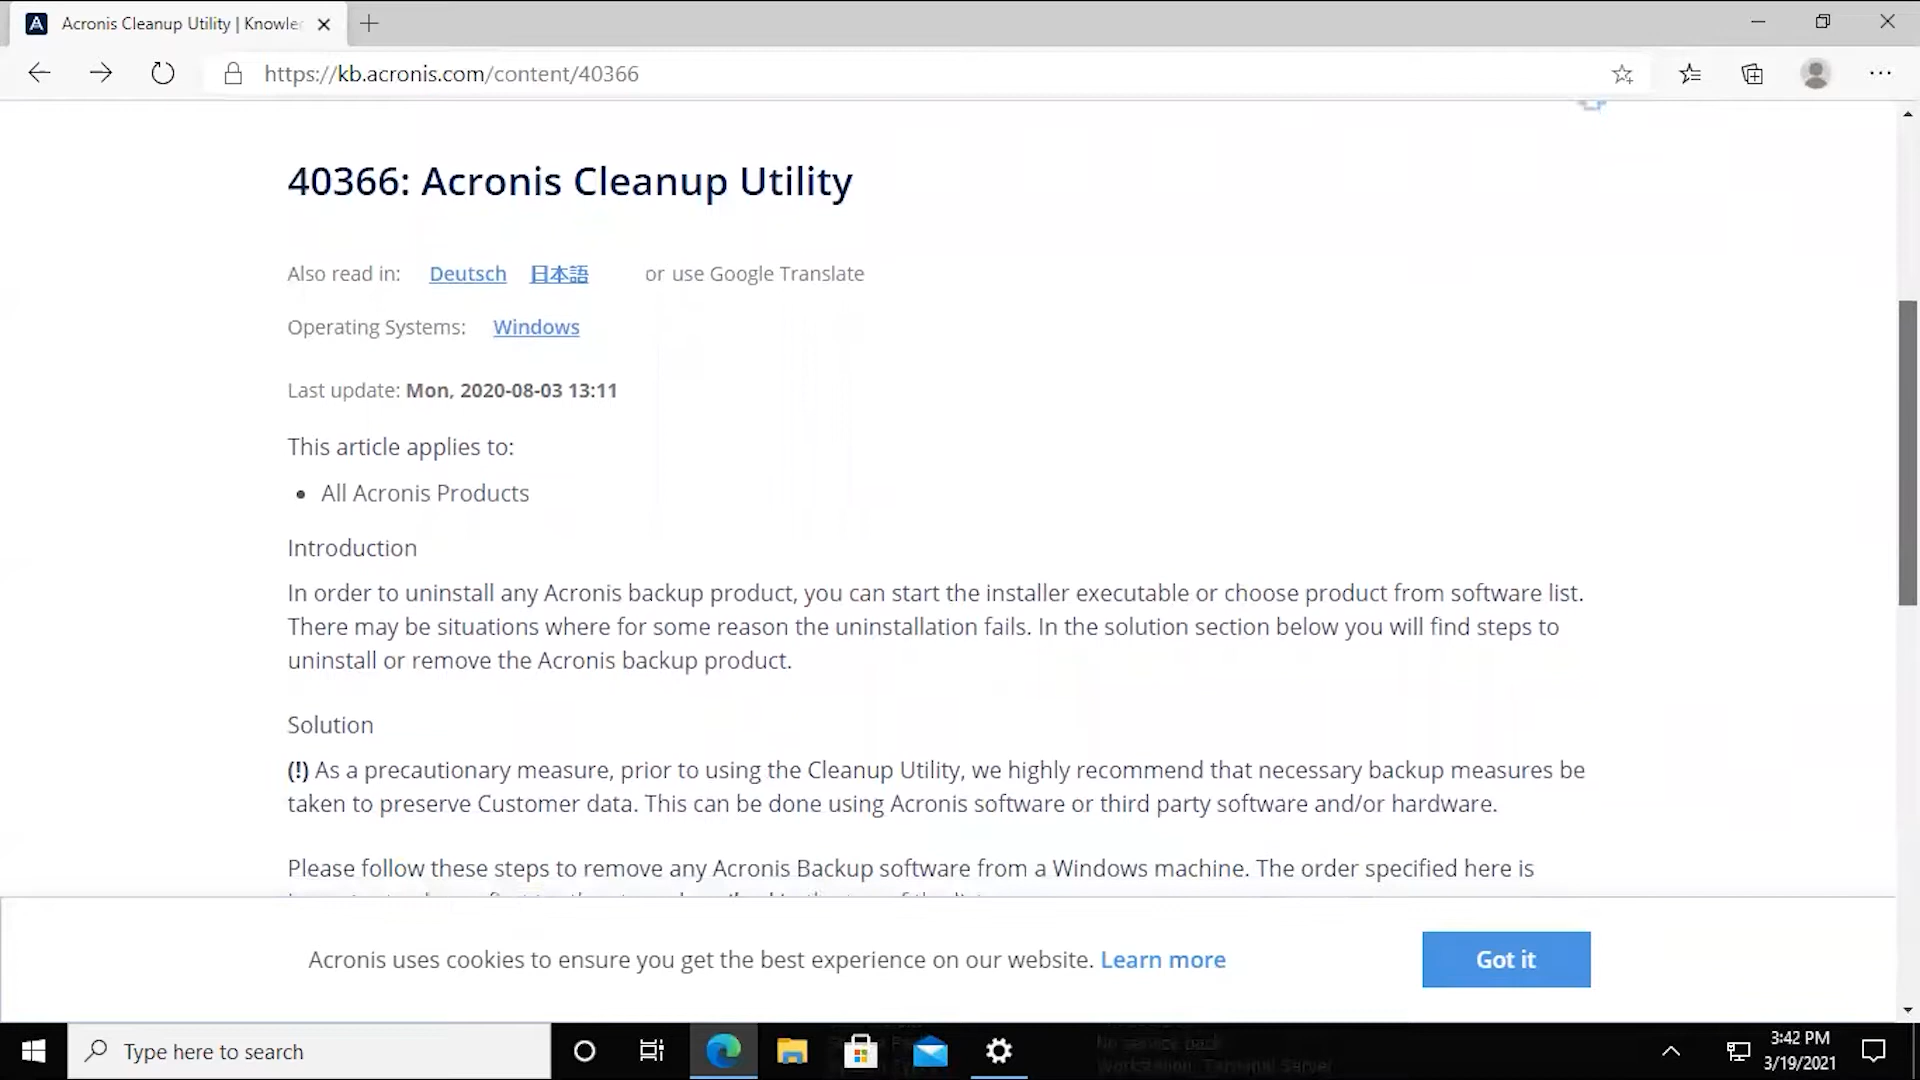 Acronis Cleanup Utility | Knowle
https://kb.acronis.com/content/40366
40366: Acronis Cleanup Utility
Also read in: Deutsch 日本語 or use Google Translate
Operating Systems: Windows
Last update: Mon, 2020-08-03 13:11
This article applies to:
• All Acronis Products
Introduction
In order to uninstall any Acronis backup product, you can start the installer executable or choose product from software list.
There may be situations where for some reason the uninstallation fails. In the solution section below you will find steps to
uninstall or remove the Acronis backup product.
Solution
(!) As a precautionary measure, prior to using the Cleanup Utility, we highly recommend that necessary backup measures be
taken to preserve Customer data. This can be done using Acronis software or third party software and/or hardware.
Please follow these steps to remove any Acronis Backup software from a Windows machine. The order specified here is
Acronis uses cookies to ensure you get the best experience on our website. Learn more
Got it
No service pack
Workstation, Terminal Server
Type here to search
3:42 PM
3/19/2021